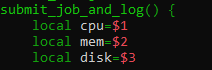 submit_job_and_log() {
    local cpu=$1
    local mem=$2
    local disk=$3